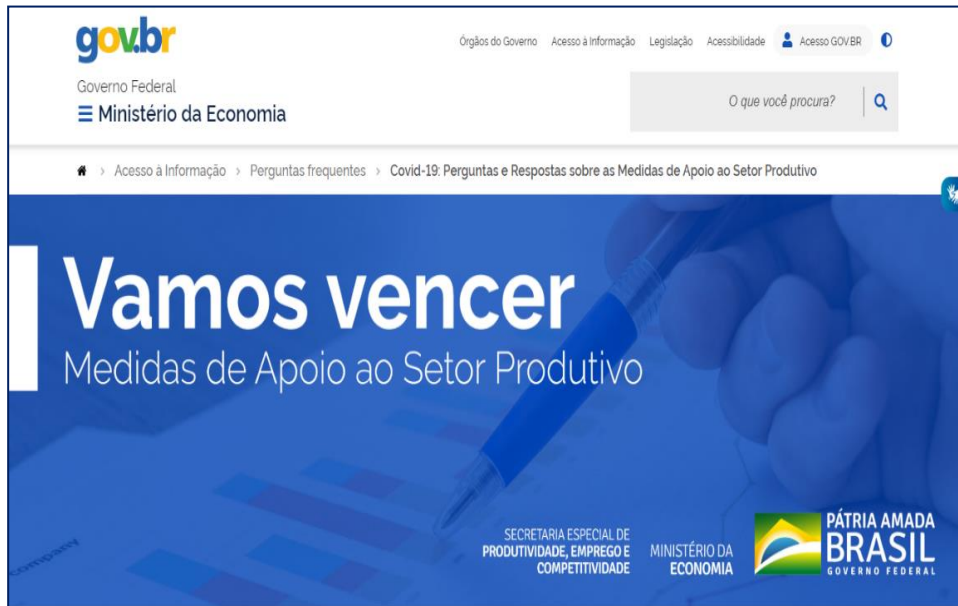 gov.br
Órgãos do Governo Acesso à Informação Legislação Acessibilidade Acesso GOV.BR
Governo Federal
Ministério da Economia
O que você procura?
Acesso à Informação > Perguntas frequentes > Covid-19: Perguntas e Respostas sobre as Medidas de Apoio ao Setor Produtivo
Vamos vencer
Medidas de Apoio ao Setor Produtivo
company
SECRETARIA ESPECIAL DE
PRODUTIVIDADE, EMPREGO E
COMPETITIVIDADE
MINISTÉRIO DA
ECONOMIA
PÁTRIA AMADA
BRASIL
GOVERNO FEDERAL